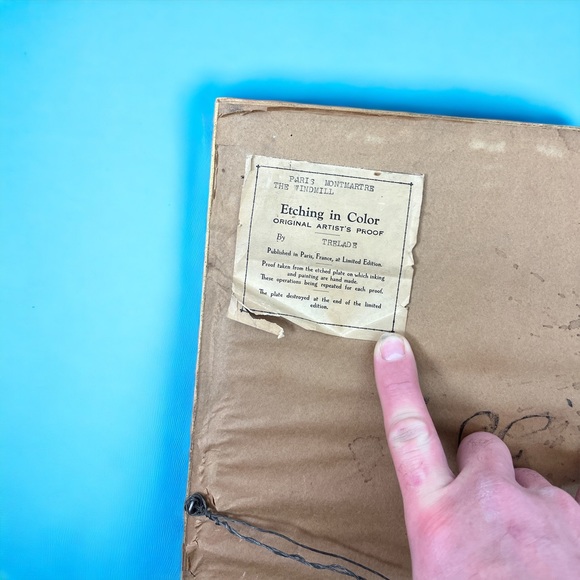 PARIS MONTMARTRE
THE WINDMILL
Etching in Color
ORIGINAL ARTIST'S PROOF
By TRELADE
Published in Paris, France, at Limited Edition.
Proof taken from the etched plate on which inking
and painting are hand made.
These operations being repeated for each proof.
The plate destroyed at the end of the limited
edition.